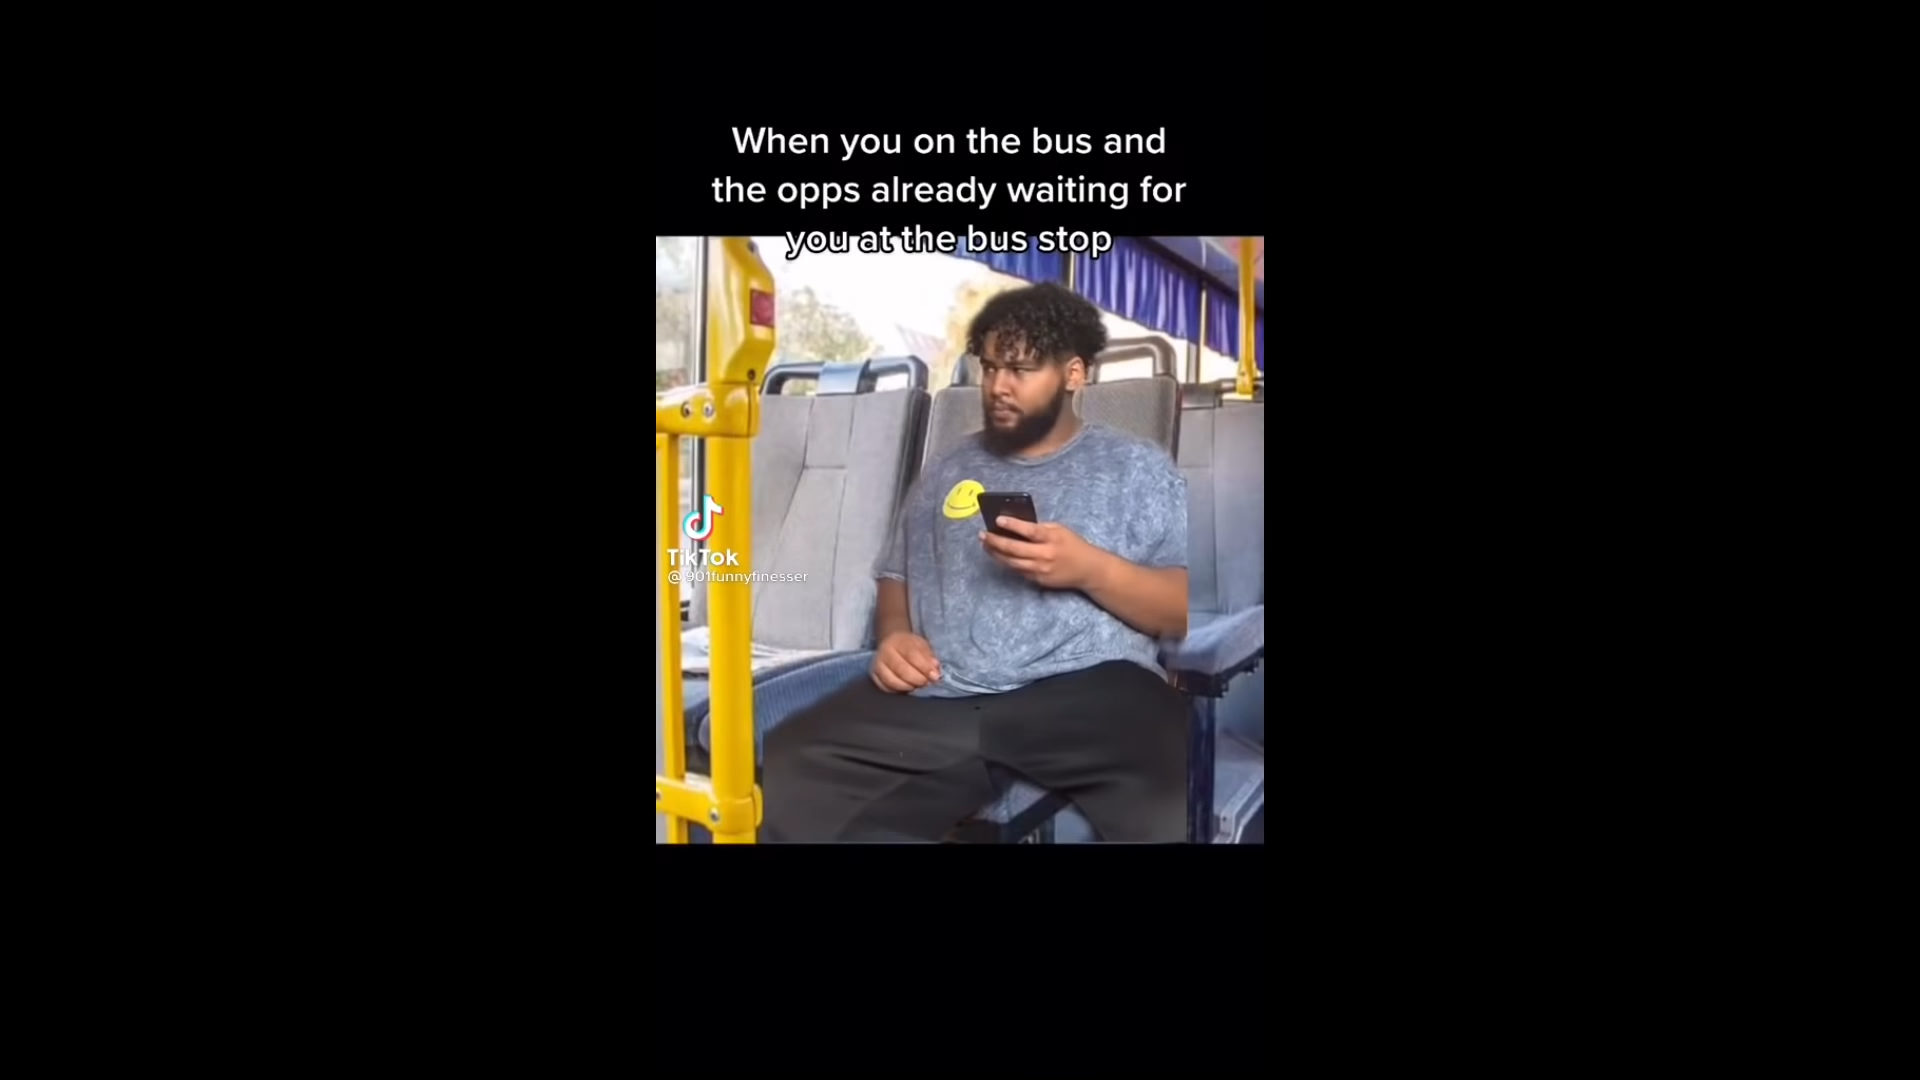 When you on the bus and
the opps already waiting for
you at the bus stop
TikTok
@ 901funnyfinesser